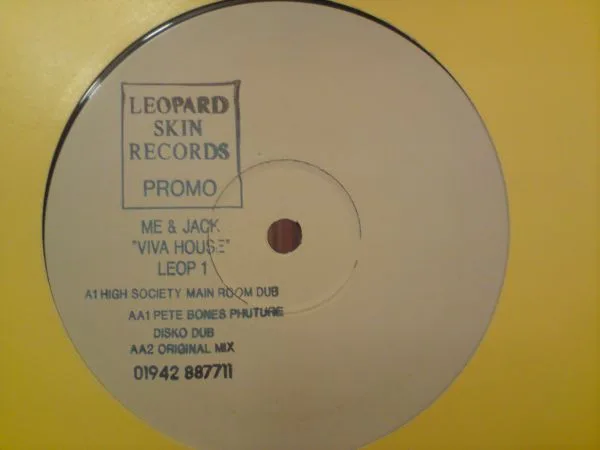 LEOPARD
SKIN
RECORDS
PROMO
ME & JACK
"VIVA HOUSE"
LEOP 1
A1 HIGH SOCIETY MAIN ROOM DUB
AA1 PETE BONES PHUTURE
DISKO DUB
AA2 ORIGINAL MIX
01942 887711